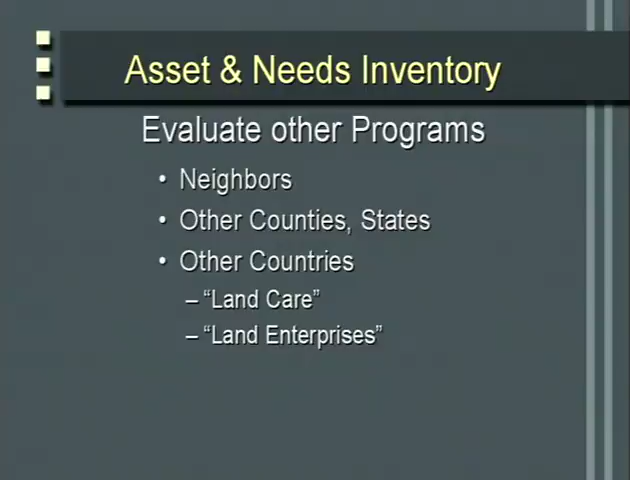 Asset & Needs Inventory
Evaluate other Programs
• Neighbors
• Other Counties, States
• Other Countries
– “Land Care”
– “Land Enterprises”